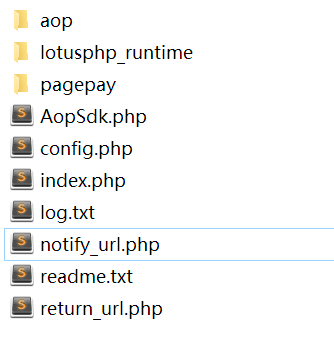 aop
lotusphp_runtime
pagepay
AopSdk.php
config.php
index.php
log.txt
notify_url.php
readme.txt
return_url.php